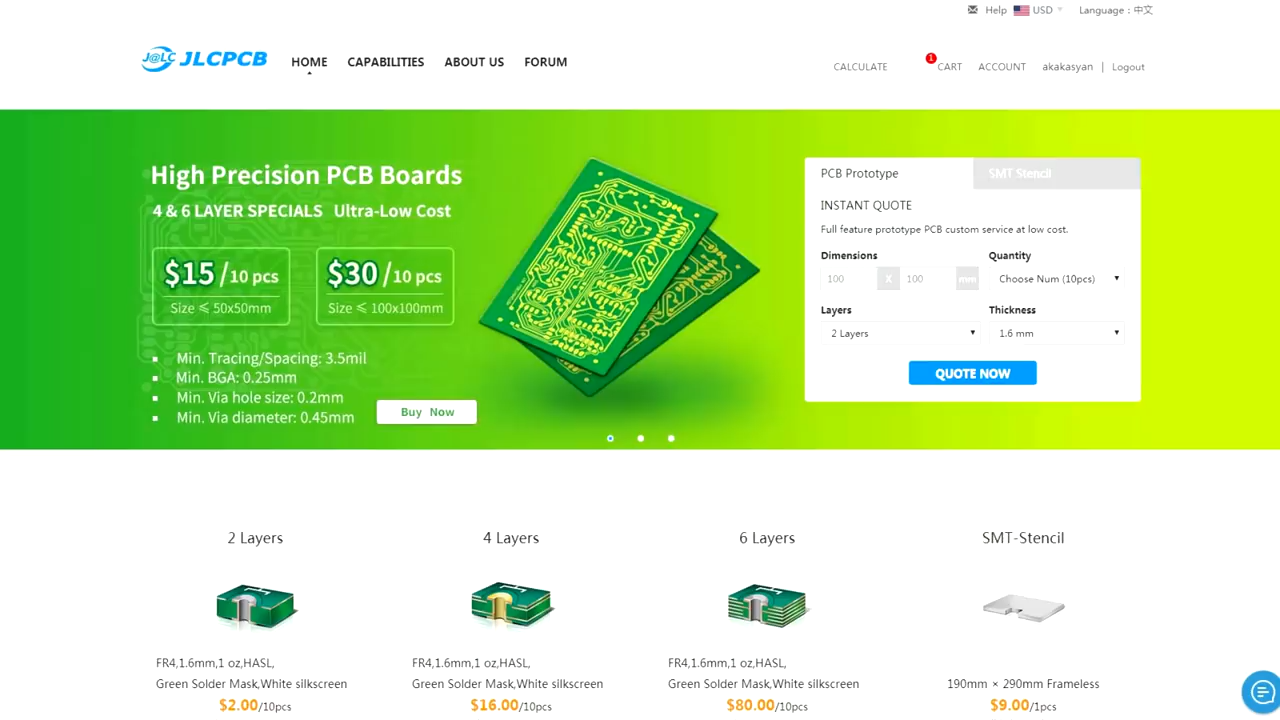 Help USD Language : 中文
J@LC JLCPCB HOME CAPABILITIES ABOUT US FORUM CALCULATE 1 CART ACCOUNT akakasyan | Logout
High Precision PCB Boards
4 & 6 LAYER SPECIALS Ultra-Low Cost
$15 /10 pcs $30 /10 pcs
Size ≤ 50x50mm Size ≤ 100x100mm
Min. Tracing/Spacing: 3.5mil
Min. BGA: 0.25mm
Min. Via hole size: 0.2mm
Min. Via diameter: 0.45mm
Buy Now
PCB Prototype SMT Stencil
INSTANT QUOTE
Full feature prototype PCB custom service at low cost.
Dimensions Quantity
100 X 100 mm Choose Num (10pcs)
Layers Thickness
2 Layers 1.6 mm
QUOTE NOW
2 Layers 4 Layers 6 Layers SMT-Stencil
FR4,1.6mm,1 oz,HASL, FR4,1.6mm,1 oz,HASL, FR4,1.6mm,1 oz,HASL,
Green Solder Mask,White silkscreen Green Solder Mask,White silkscreen Green Solder Mask,White silkscreen 190mm × 290mm Frameless
$2.00/10pcs $16.00/10pcs $80.00/10pcs $9.00/1pcs